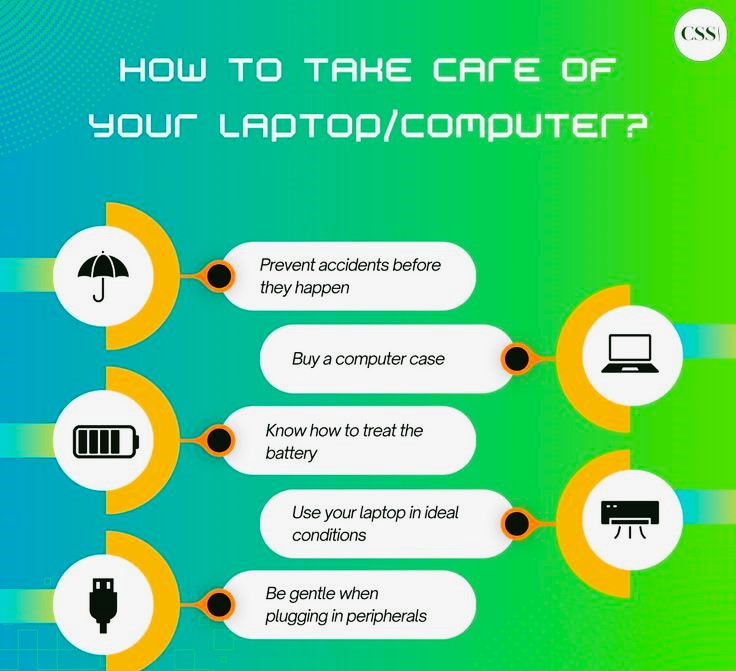 CSS
HOW TO TAKE CARE OF
YOUR LAPTOP/COMPUTER?
Prevent accidents before
they happen
Buy a computer case
Know how to treat the
battery
Use your laptop in ideal
conditions
Be gentle when
plugging in peripherals